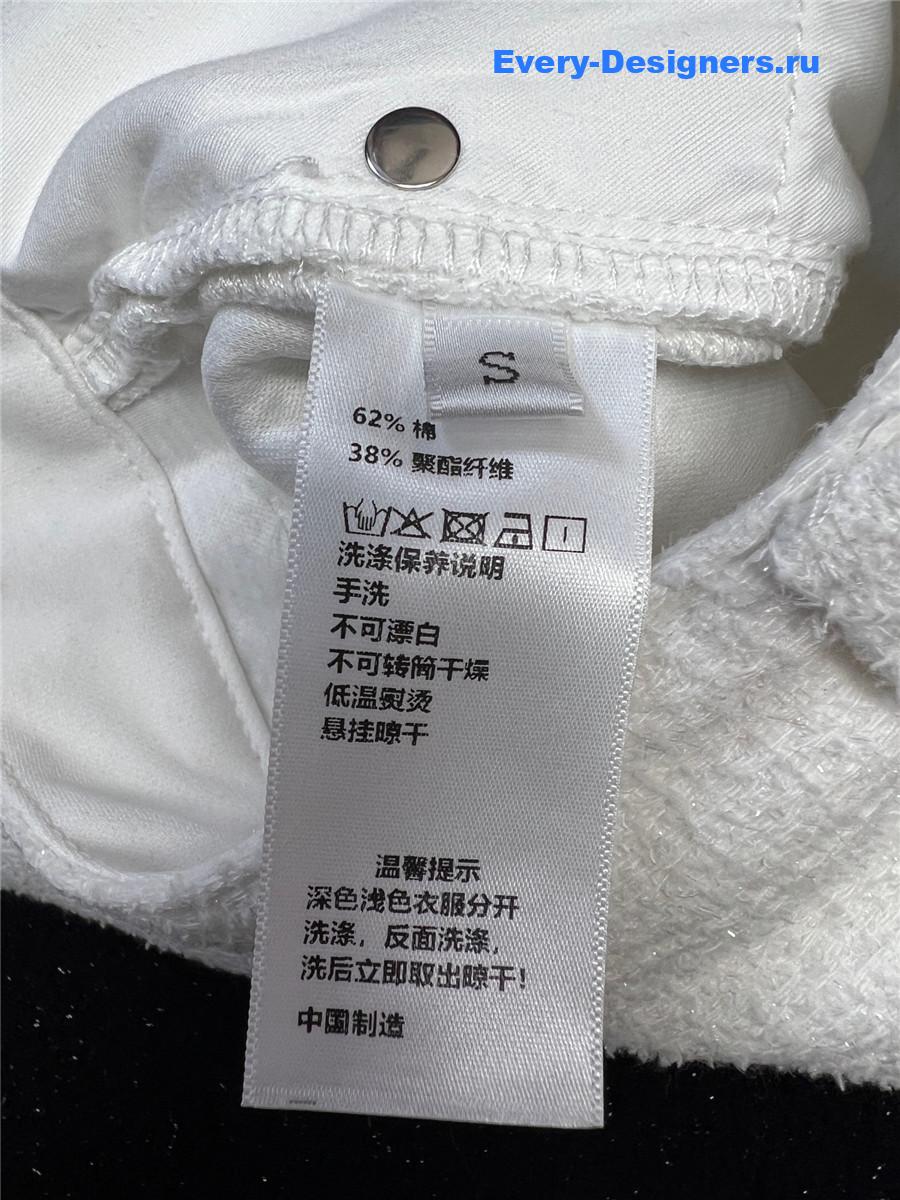 Every-Designers.ru
S
62% 棉
38% 聚酯纤维
洗涤保养说明
手洗
不可漂白
不可转筒干燥
低温熨烫
悬挂晾干
温馨提示
深色浅色衣服分开
洗涤，反面洗涤，
洗后立即取出晾干！
中国制造